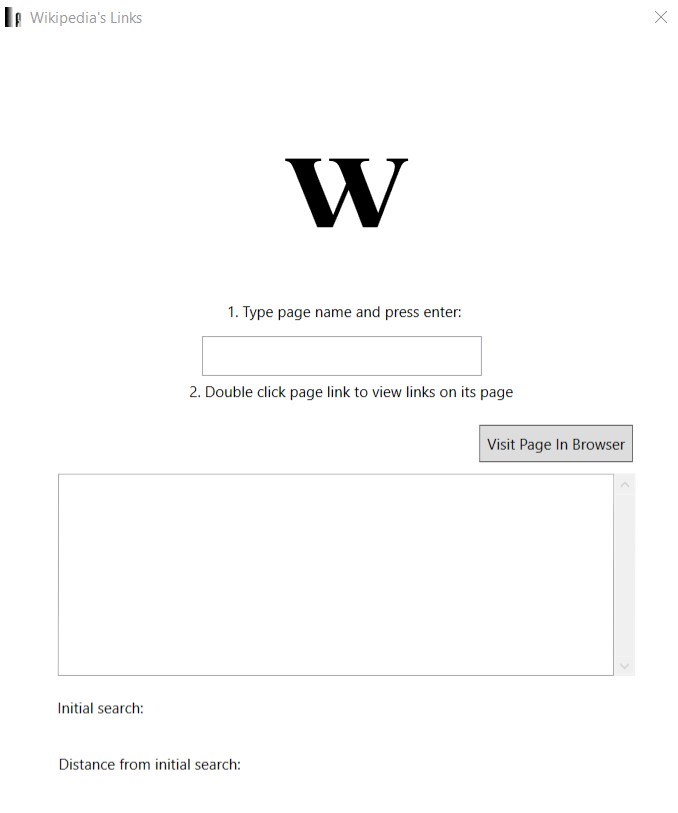 Wikipedia's Links
W
1. Type page name and press enter:
2. Double click page link to view links on its page
Visit Page In Browser
Initial search:
Distance from initial search: